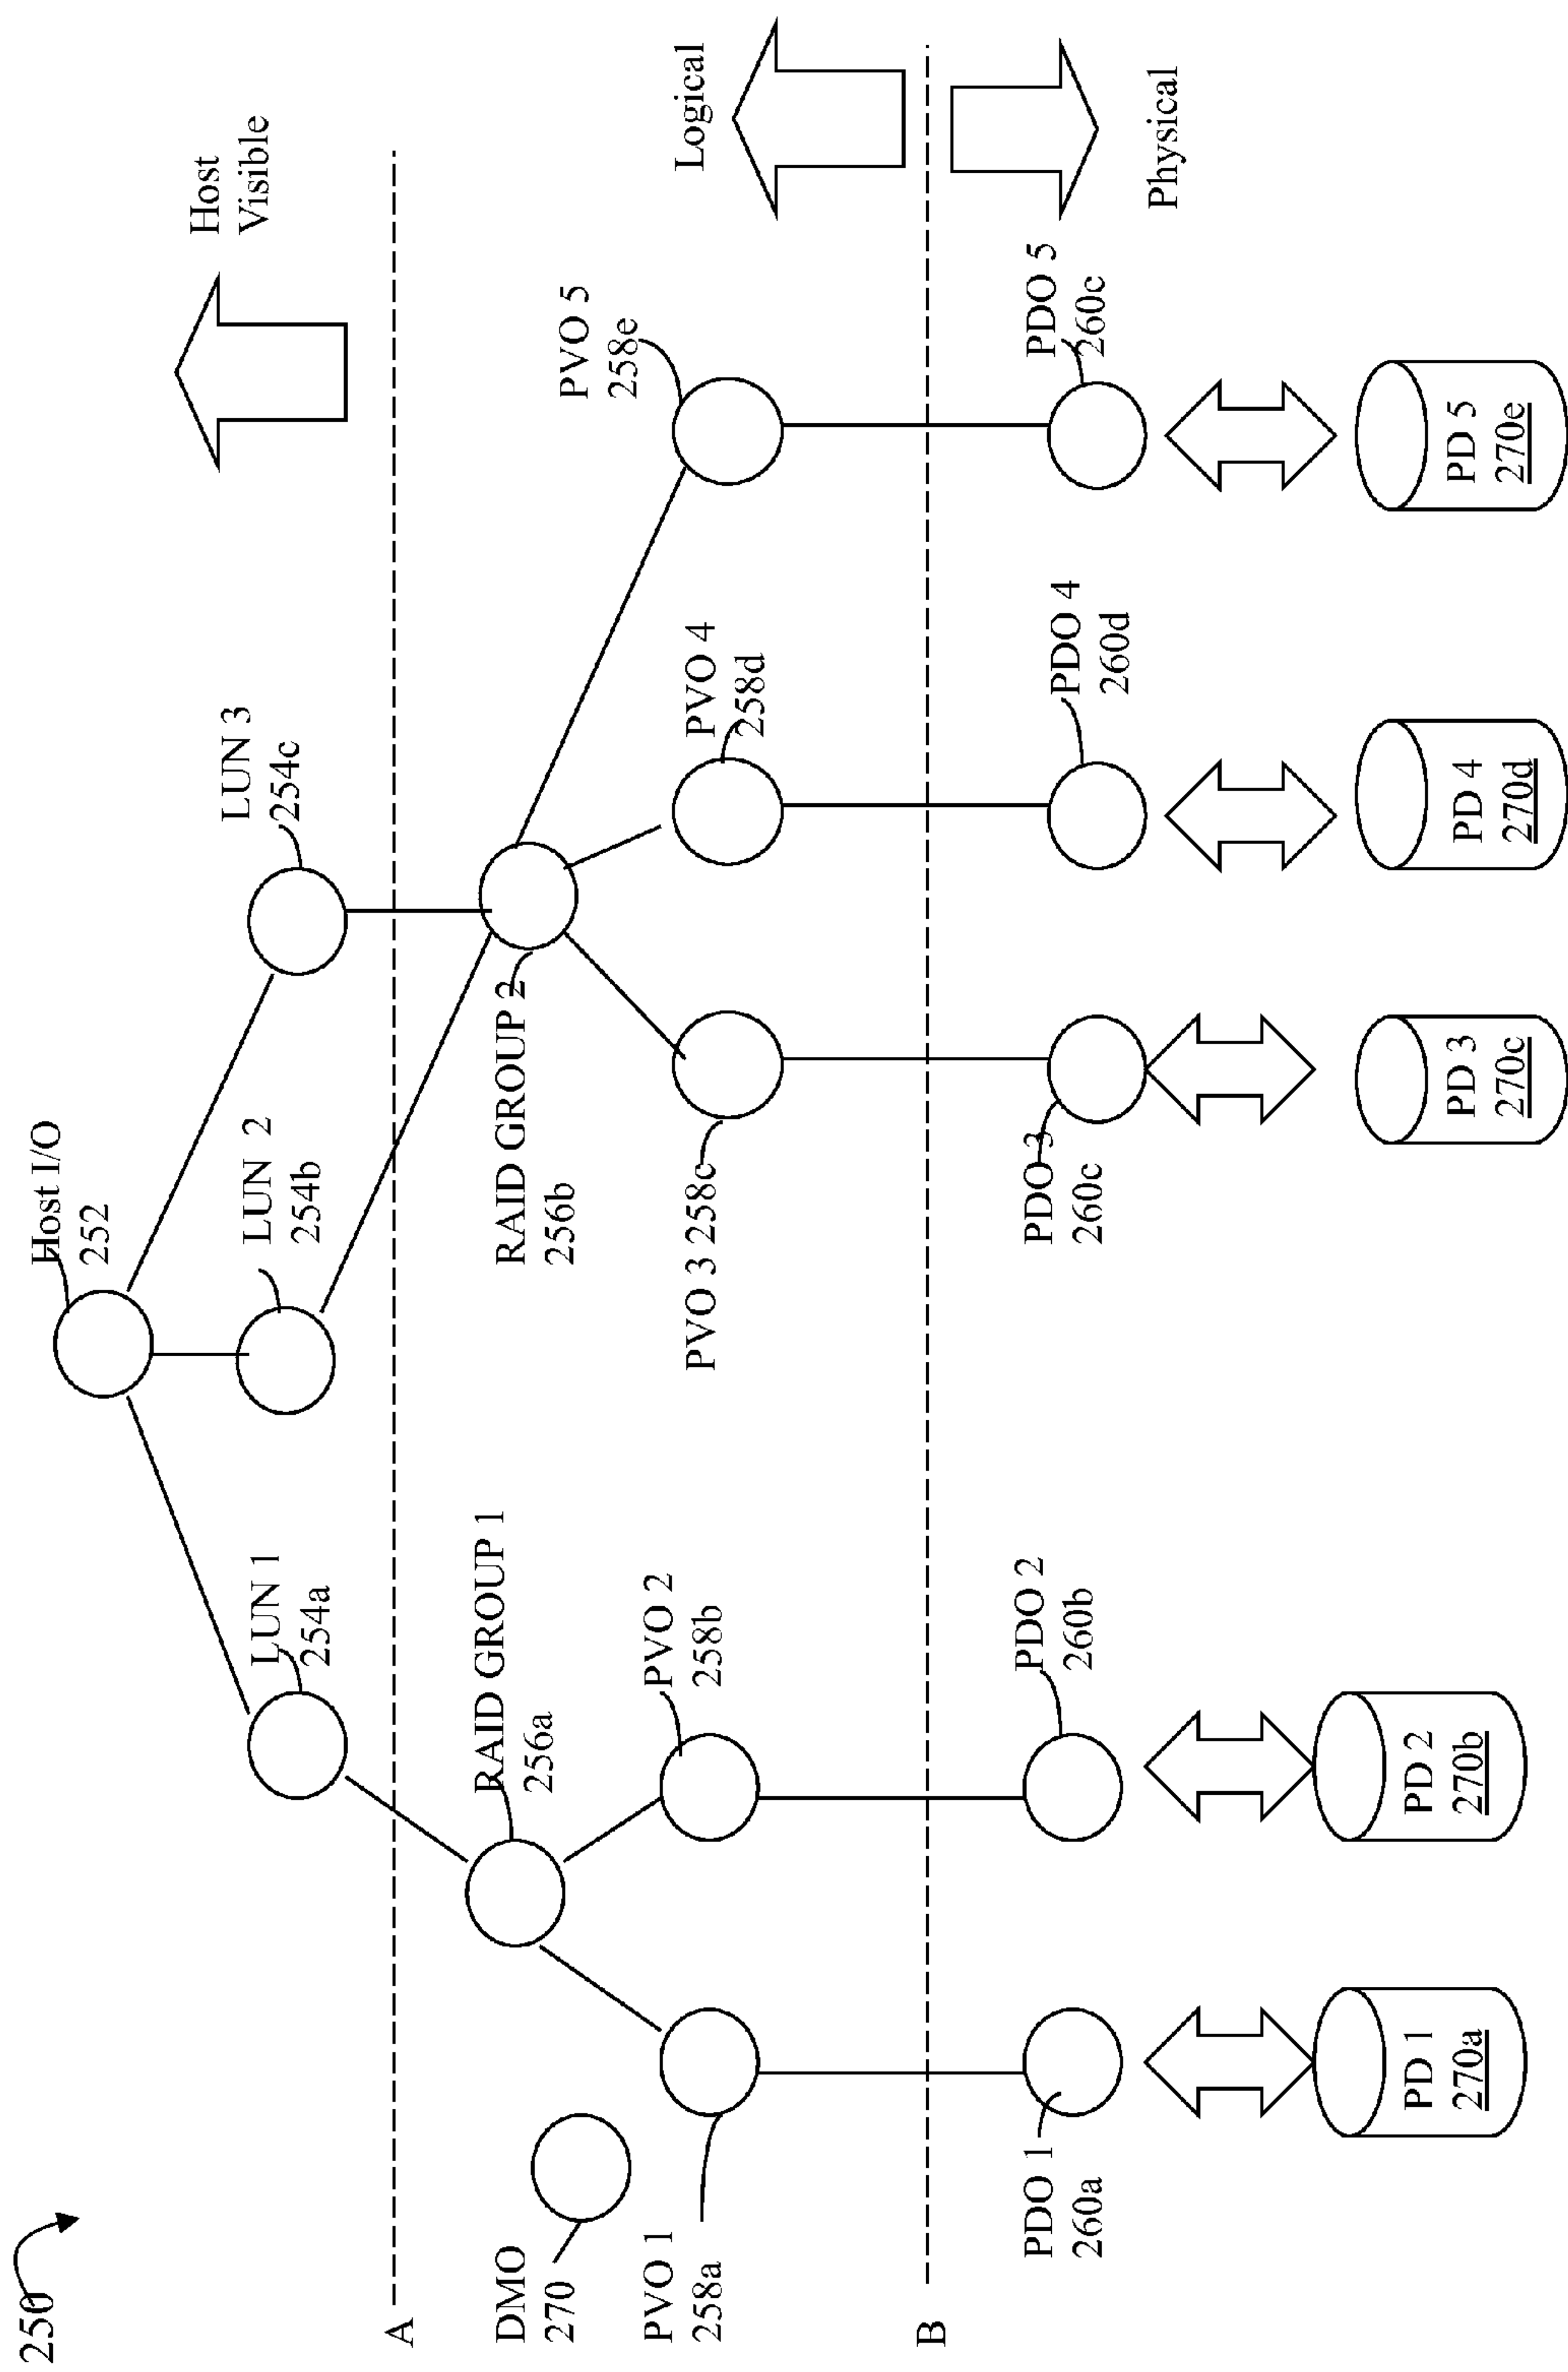 250
Host I/O
252
Host
Visible
LUN 1
254a
LUN 2
254b
LUN 3
254c
A
RAID GROUP 1
256a
RAID GROUP 2
256b
DMO
270
PVO 1
258a
PVO 2
258b
PVO 3 258c
PVO 4
258d
PVO 5
258e
Logical
B
Physical
PDO 1
260a
PDO 2
260b
PDO 3
260c
PDO 4
260d
PDO 5
260c
PD 1
270a
PD 2
270b
PD 3
270c
PD 4
270d
PD 5
270e